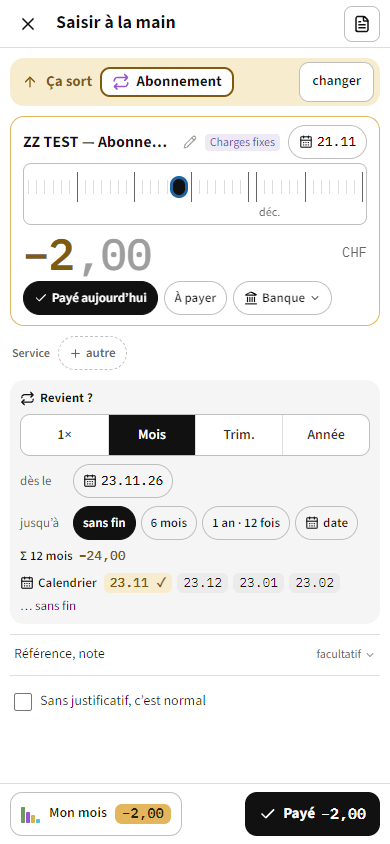 Saisir à la main
Ça sort Abonnement changer
ZZ TEST — Abonne… Charges fixes 21.11
déc.
−2,00 CHF
Payé aujourd'hui À payer Banque
Service + autre
Revient ?
1× Mois Trim. Année
dès le 23.11.26
jusqu'à sans fin 6 mois 1 an · 12 fois date
Σ 12 mois −24,00
Calendrier 23.11 ✓ 23.12 23.01 23.02
… sans fin
Référence, note facultatif
Sans justificatif, c'est normal
Mon mois −2,00 Payé −2,00